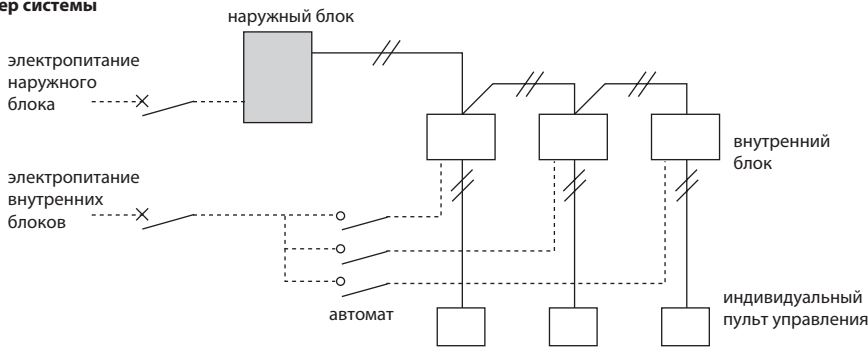 ер системы
наружный блок
электропитание
наружного
блока
внутренний
блок
электропитание
внутренних
блоков
автомат
индивидуальный
пульт управления